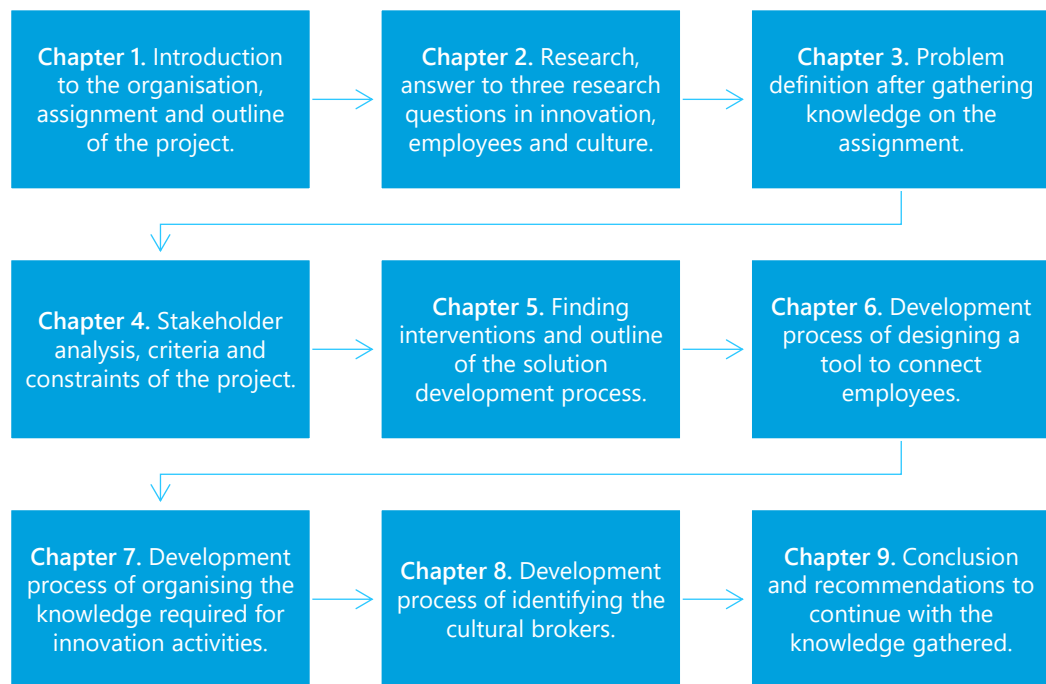 Chapter 1. Introduction
to the organisation,
assignment and outline
of the project.
Chapter 2. Research,
answer to three research
questions in innovation,
employees and culture.
Chapter 3. Problem
definition after gathering
knowledge on the
assignment.
Chapter 4. Stakeholder
analysis, criteria and
constraints of the project.
Chapter 5. Finding
interventions and outline
of the solution
development process.
Chapter 6. Development
process of designing a
tool to connect
employees.
Chapter 7. Development
process of organising the
knowledge required for
innovation activities.
Chapter 8. Development
process of identifying the
cultural brokers.
Chapter 9. Conclusion
and recommendations to
continue with the
knowledge gathered.